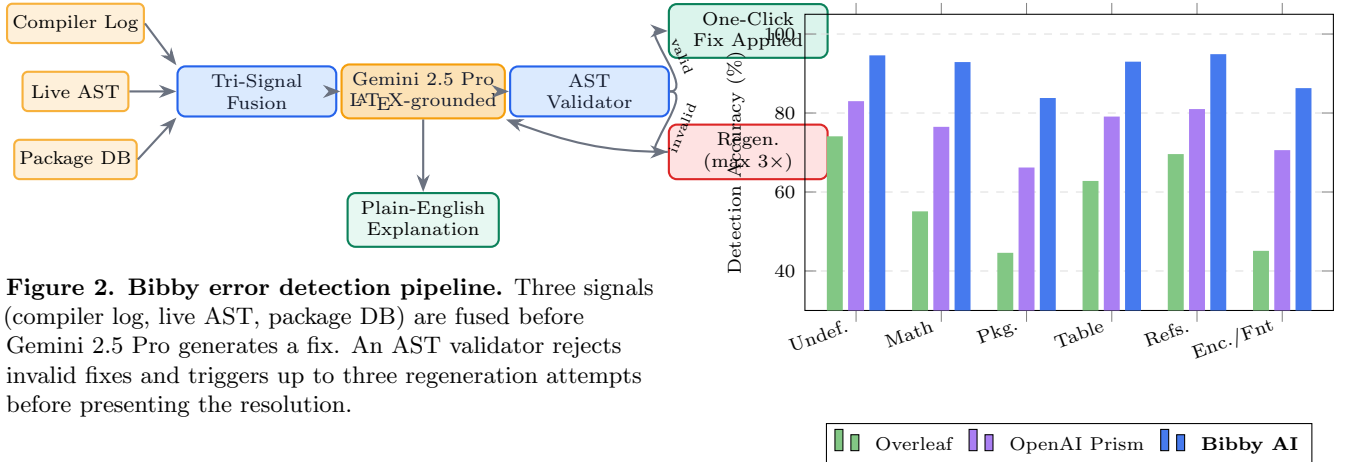 Compiler Log
Live AST
Package DB
Tri-Signal
Fusion
Gemini 2.5 Pro
LATEX-grounded
AST
Validator
valid
invalid
One-Click
Fix Applied
Regen.
(max 3×)
Plain-English
Explanation
Figure 2. Bibby error detection pipeline. Three signals
(compiler log, live AST, package DB) are fused before
Gemini 2.5 Pro generates a fix. An AST validator rejects
invalid fixes and triggers up to three regeneration attempts
before presenting the resolution.
Detection Accuracy (%)
100
80
60
40
Undef.
Math
Pkg.
Table
Refs.
Enc./Fnt
Overleaf
OpenAI Prism
Bibby AI